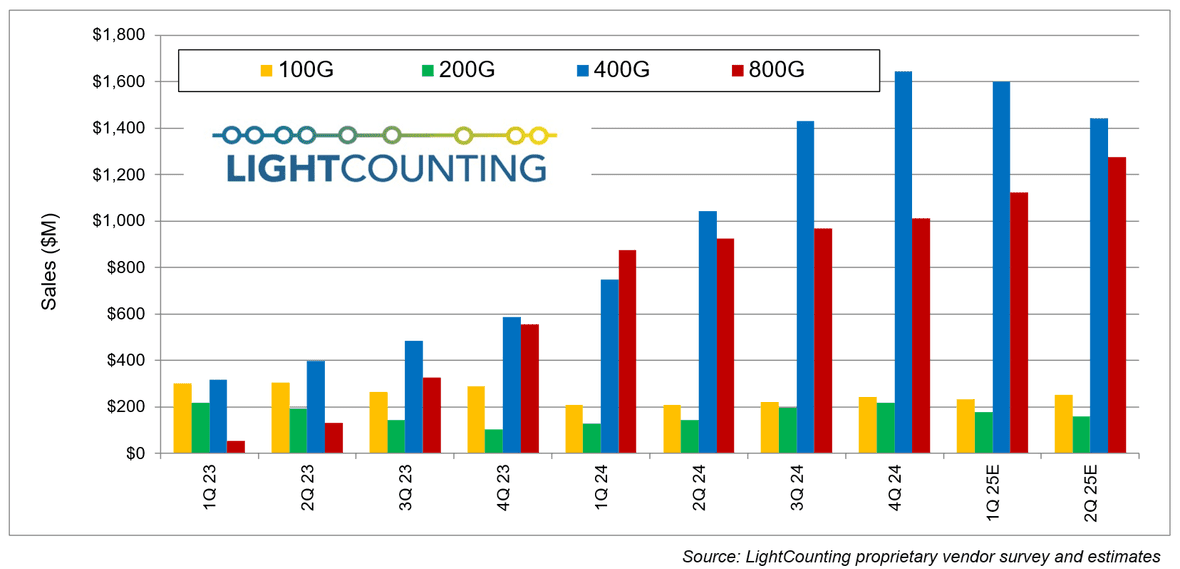 $1,800
$1,600
$1,400
$1,200
$1,000
$800
$600
$400
$200
$0
Sales ($M)
100G 200G 400G 800G
LIGHTCOUNTING
1Q 23 2Q 23 3Q 23 4Q 23 1Q 24 2Q 24 3Q 24 4Q 24 1Q 25E 2Q 25E
Source: LightCounting proprietary vendor survey and estimates